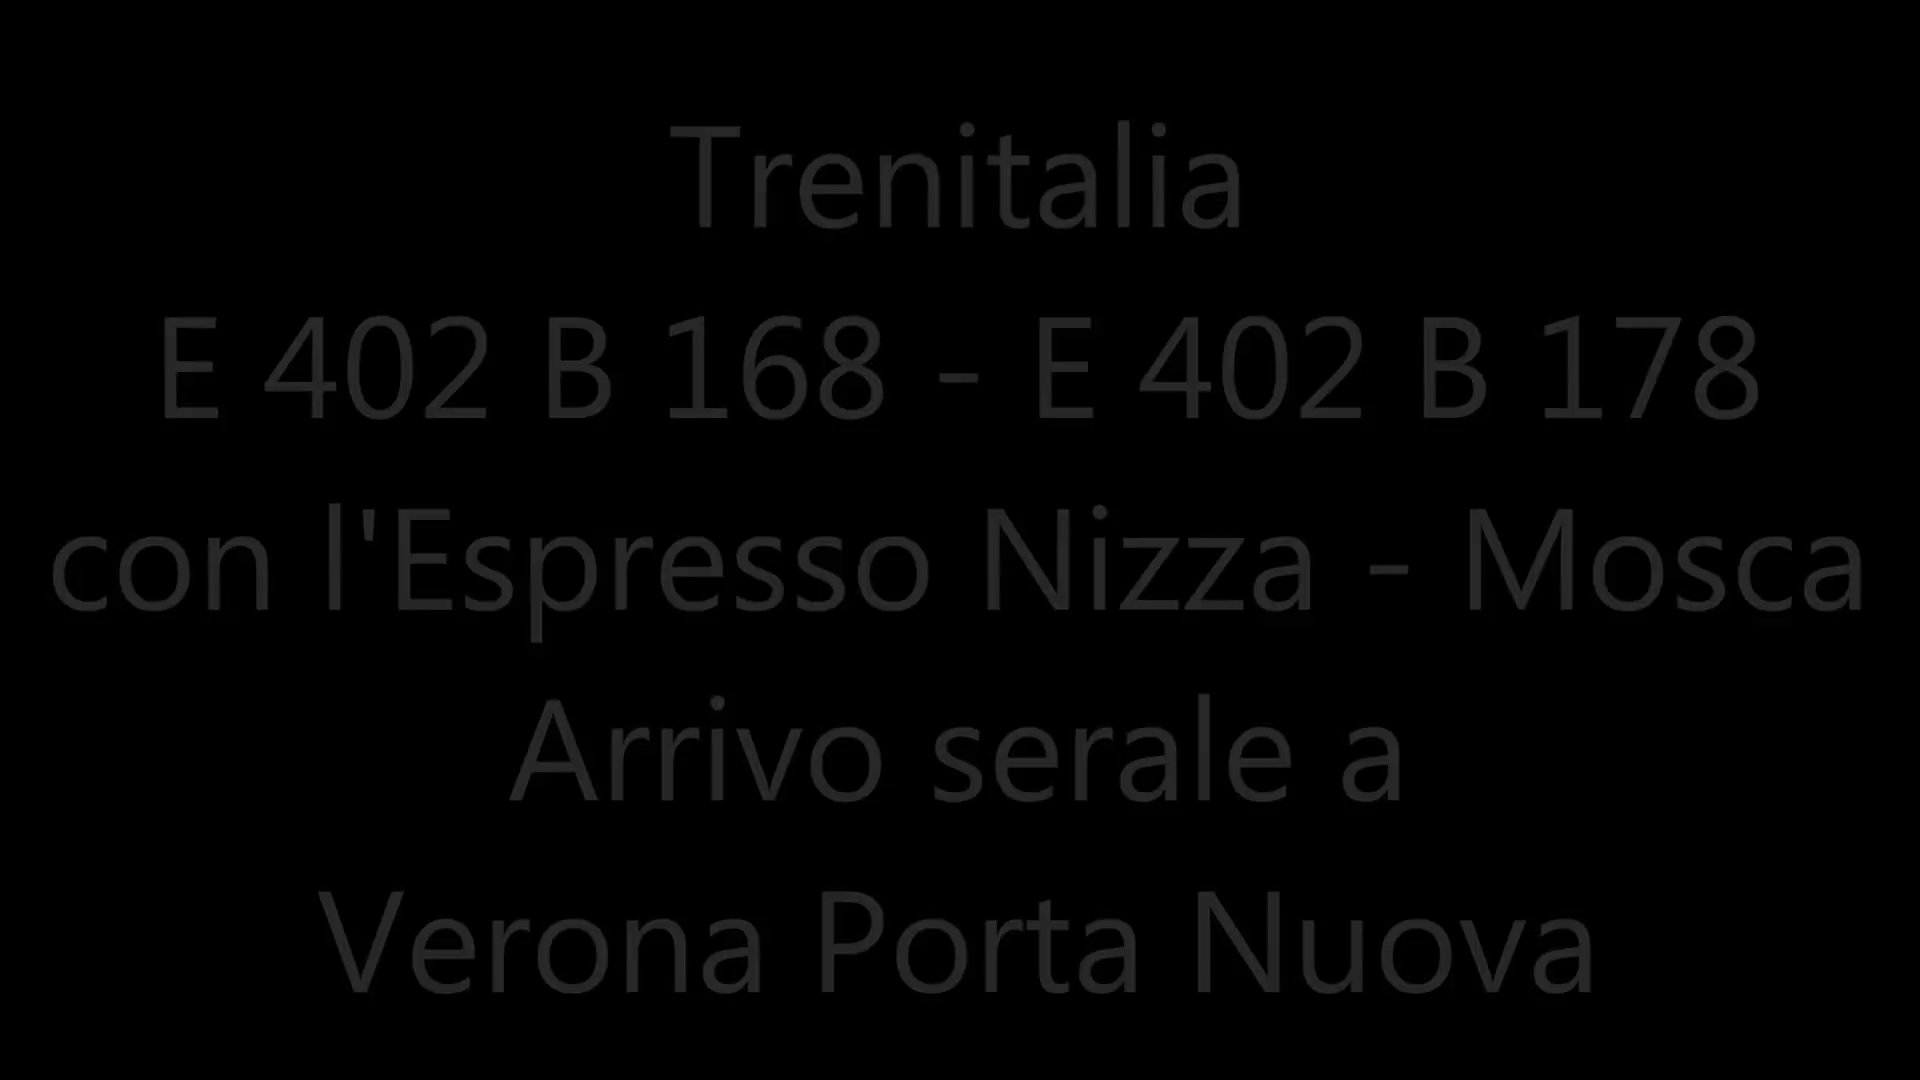 Trenitalia
E 402 B 168 - E 402 B 178
con l'Espresso Nizza - Mosca
Arrivo serale a
Verona Porta Nuova